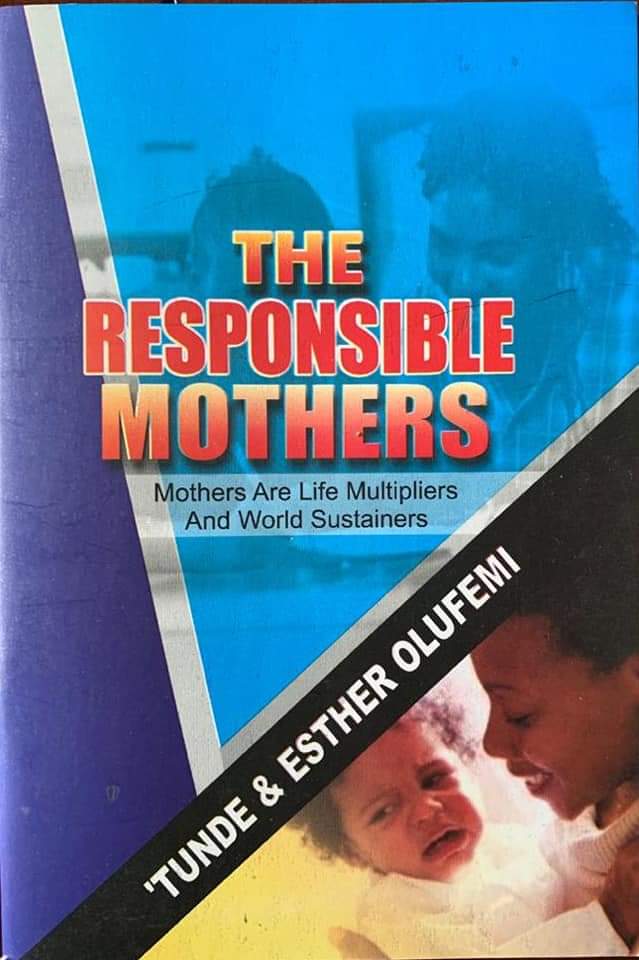 THE
RESPONSIBLE
MOTHERS
Mothers Are Life Multipliers
And World Sustainers
'TUNDE & ESTHER OLUFEMI